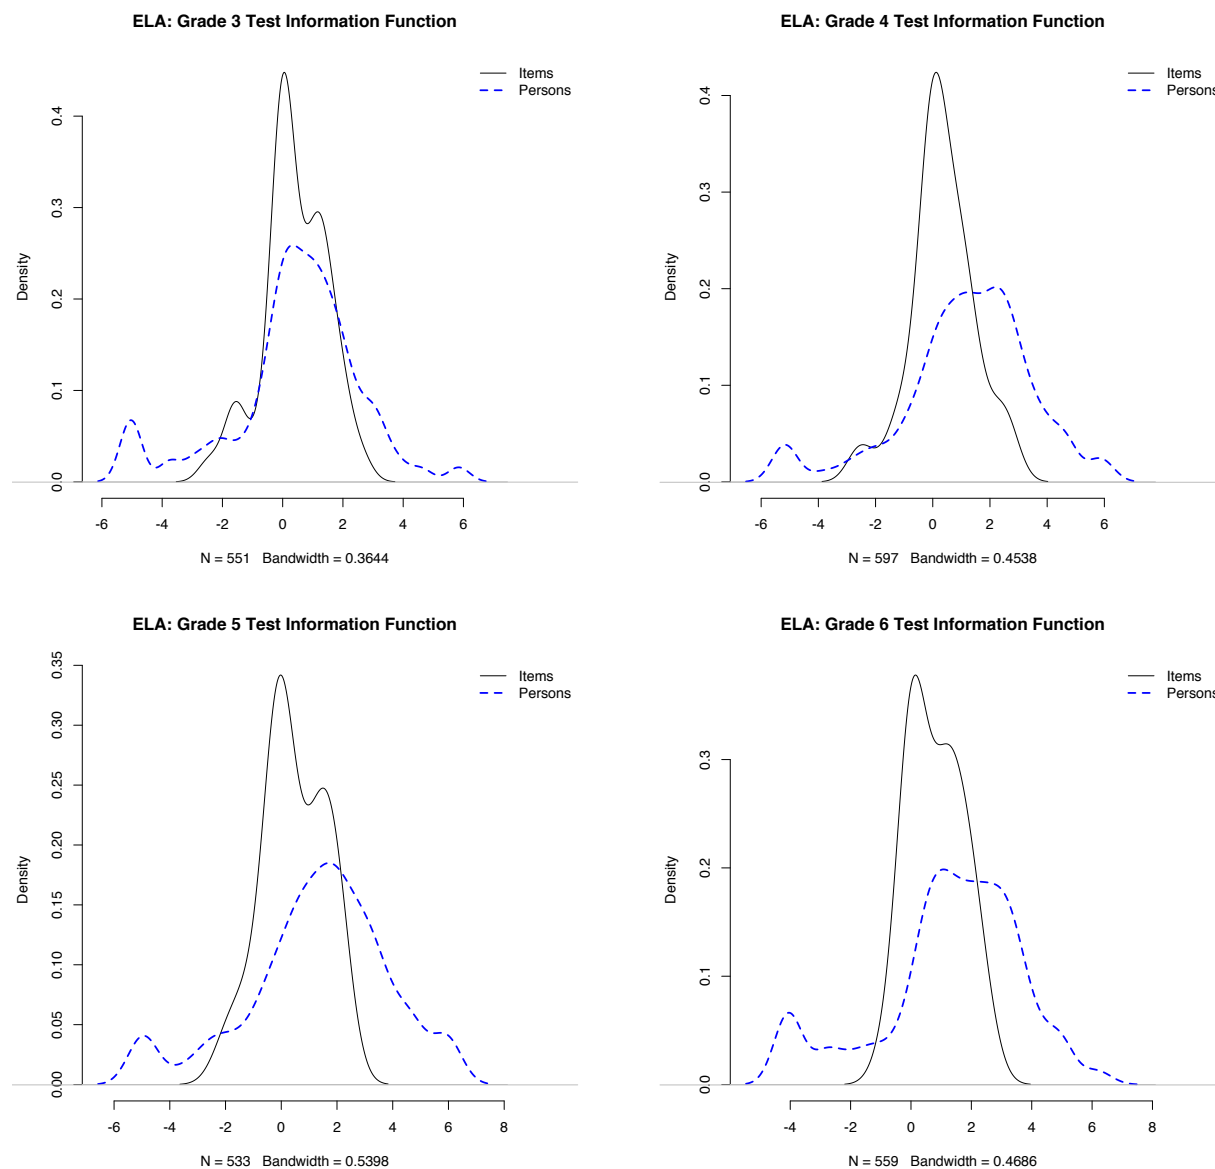 ELA: Grade 3 Test Information Function
Items
Persons
Density
0.0 0.1 0.2 0.3 0.4
-6 -4 -2 0 2 4 6
N = 551 Bandwidth = 0.3644
ELA: Grade 4 Test Information Function
Items
Persons
Density
0.0 0.1 0.2 0.3 0.4
-6 -4 -2 0 2 4 6
N = 597 Bandwidth = 0.4538
ELA: Grade 5 Test Information Function
Items
Persons
Density
0.00 0.05 0.10 0.15 0.20 0.25 0.30 0.35
-6 -4 -2 0 2 4 6 8
N = 533 Bandwidth = 0.5398
ELA: Grade 6 Test Information Function
Items
Persons
Density
0.0 0.1 0.2 0.3
-4 -2 0 2 4 6 8
N = 559 Bandwidth = 0.4686